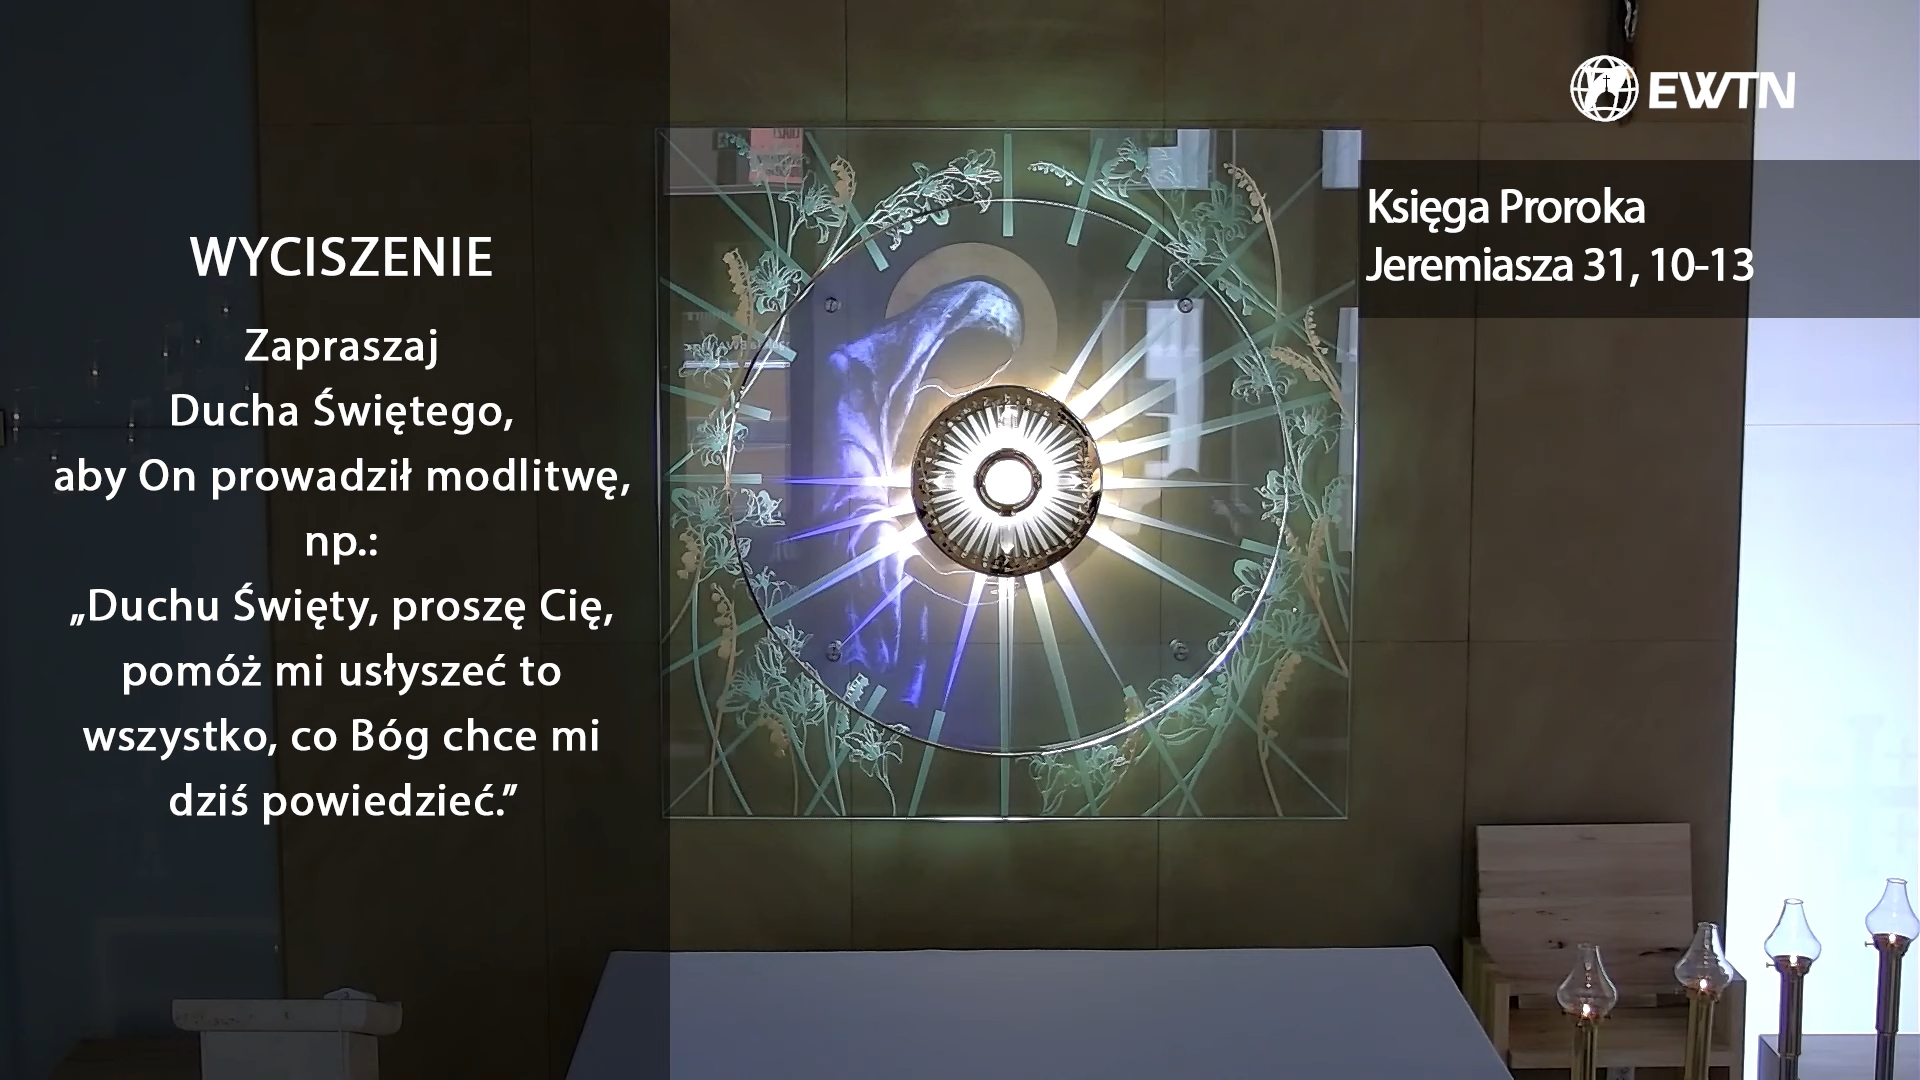 WYCISZENIE
Zapraszaj
Ducha Świętego,
aby On prowadził modlitwę,
np.:
„Duchu Święty, proszę Cię,
pomóż mi usłyszeć to
wszystko, co Bóg chce mi
dziś powiedzieć.”
EWTN
Księga Proroka
Jeremiasza 31, 10-13